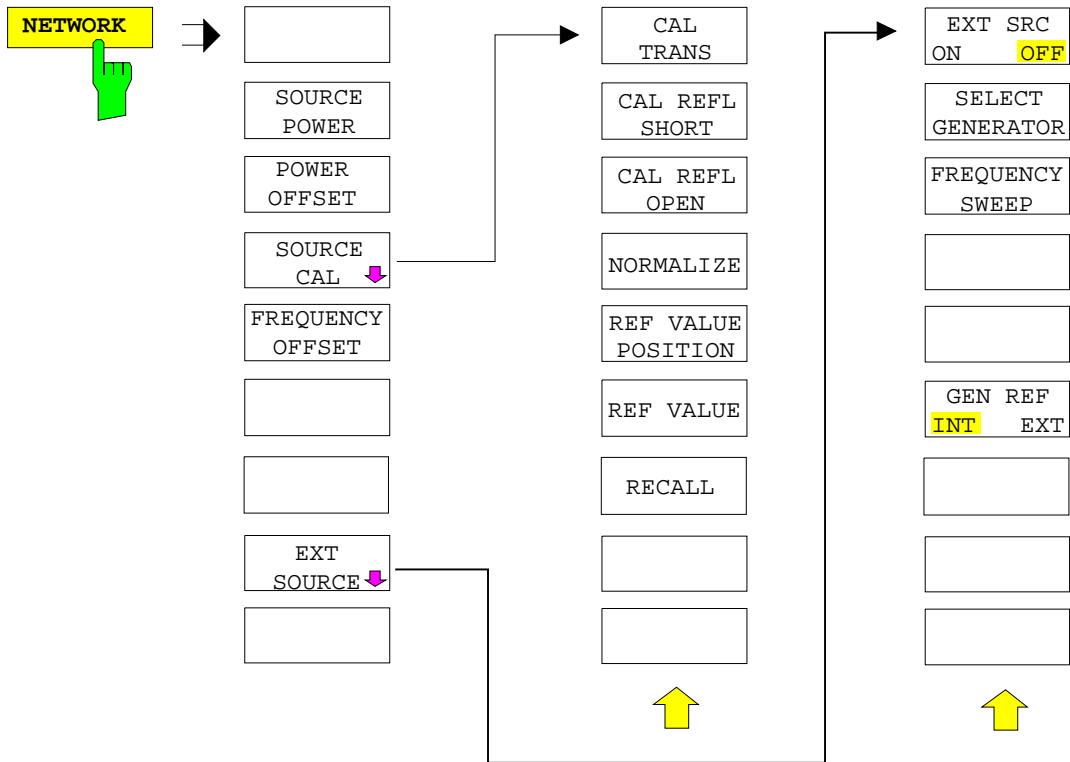 NETWORK
SOURCE
POWER
POWER
OFFSET
SOURCE
CAL
FREQUENCY
OFFSET
EXT
SOURCE
CAL
TRANS
CAL REFL
SHORT
CAL REFL
OPEN
NORMALIZE
REF VALUE
POSITION
REF VALUE
RECALL
EXT SRC
ON OFF
SELECT
GENERATOR
FREQUENCY
SWEEP
GEN REF
INT EXT